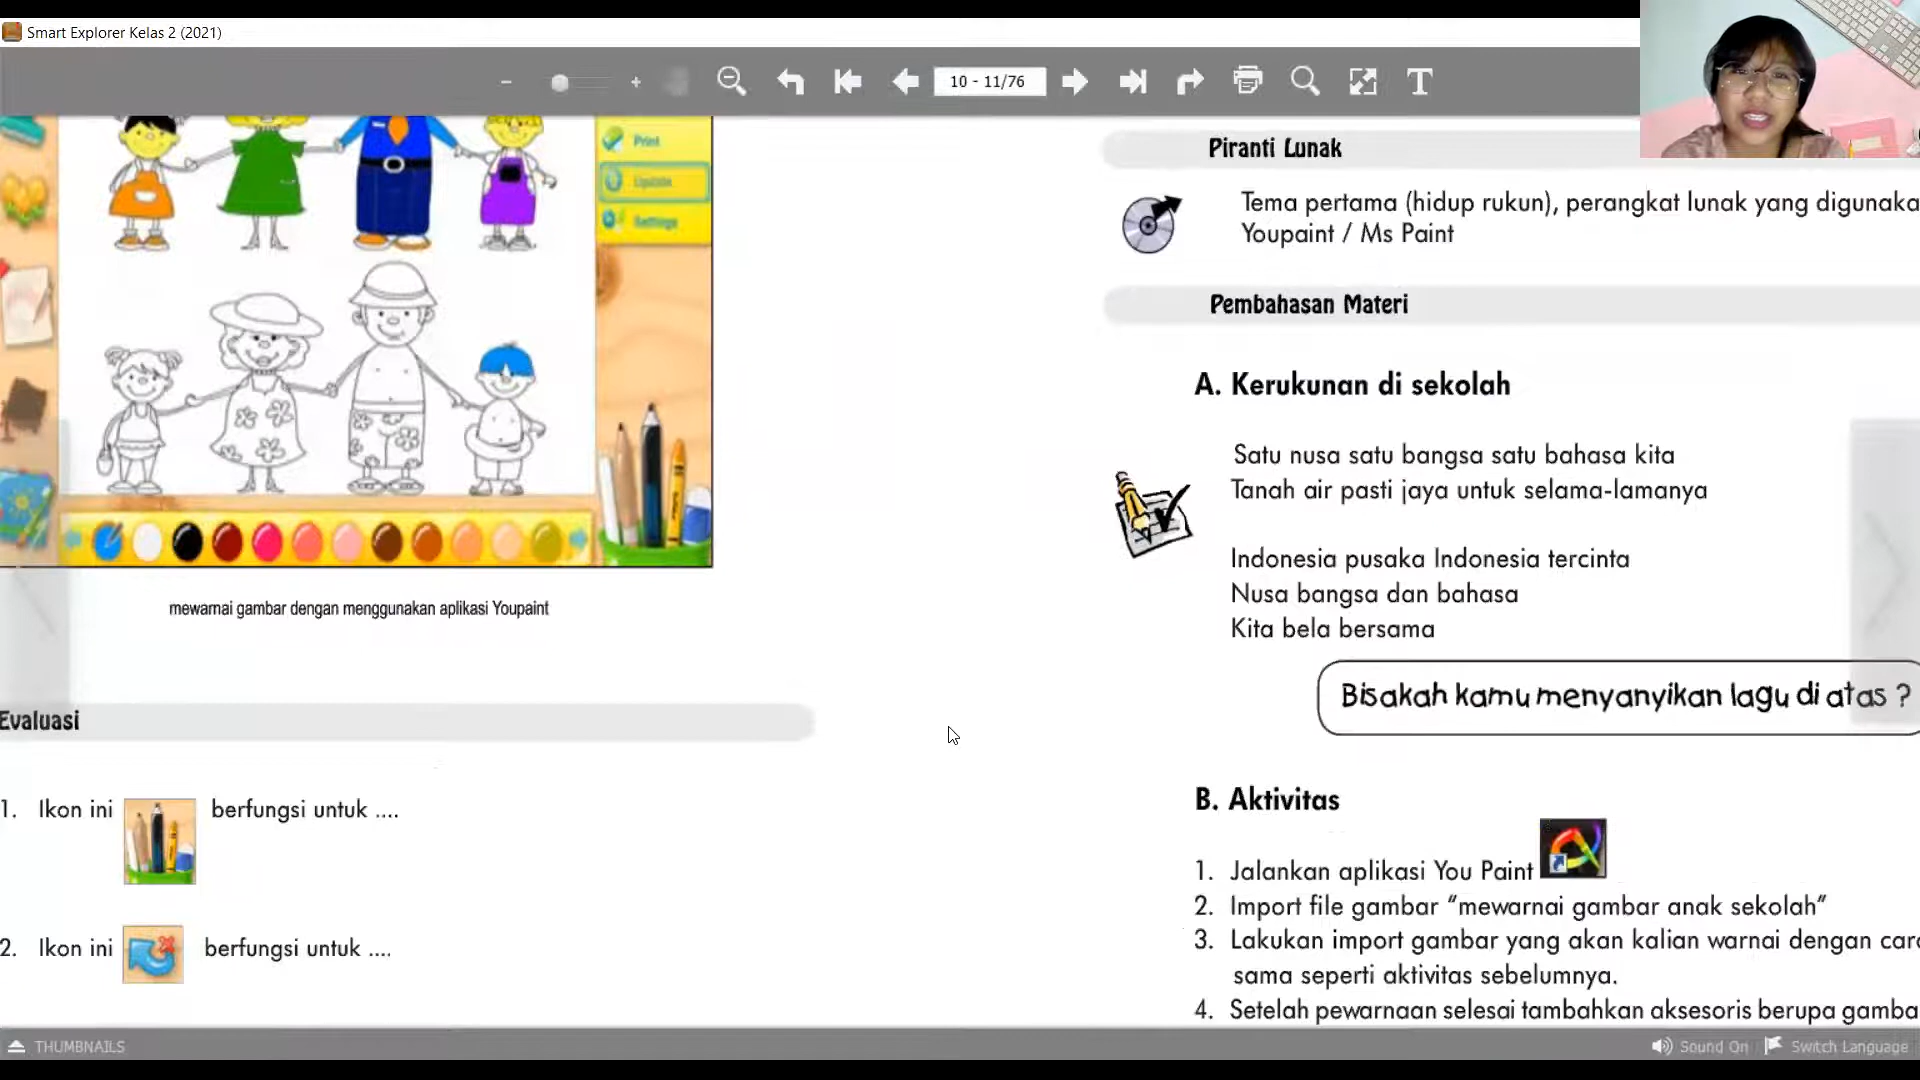 Smart Explorer Kelas 2 (2021)
10 - 11/76
T
Print
Update
Settings
mewarnai gambar dengan menggunakan aplikasi Youpaint
Evaluasi
1. Ikon ini berfungsi untuk ....
2. Ikon ini berfungsi untuk ....
Piranti Lunak
Tema pertama (hidup rukun), perangkat lunak yang digunaka
Youpaint / Ms Paint
Pembahasan Materi
A. Kerukunan di sekolah
Satu nusa satu bangsa satu bahasa kita
Tanah air pasti jaya untuk selama-lamanya
Indonesia pusaka Indonesia tercinta
Nusa bangsa dan bahasa
Kita bela bersama
Bisakah kamu menyanyikan lagu di atas ?
B. Aktivitas
1. Jalankan aplikasi You Paint
2. Import file gambar “mewarnai gambar anak sekolah”
3. Lakukan import gambar yang akan kalian warnai dengan cara
sama seperti aktivitas sebelumnya.
4. Setelah pewarnaan selesai tambahkan aksesoris berupa gamba
THUMBNAILS
Sound On
Switch Language